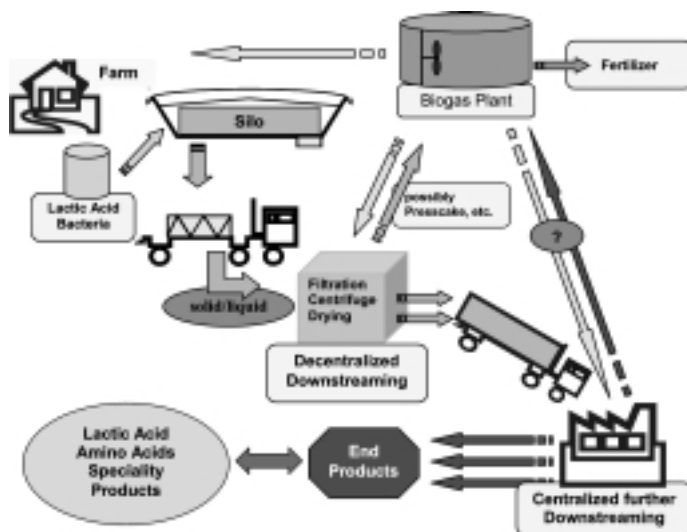 Farm
Silo
Biogas Plant
Fertilizer
Lactic Acid
Bacteria
possibly
Presscake, etc.
?
solid/liquid
Filtration
Centrifuge
Drying
Decentralized
Downstreaming
Lactic Acid
Amino Acids
Speciality
Products
End
Products
Centralized further
Downstreaming